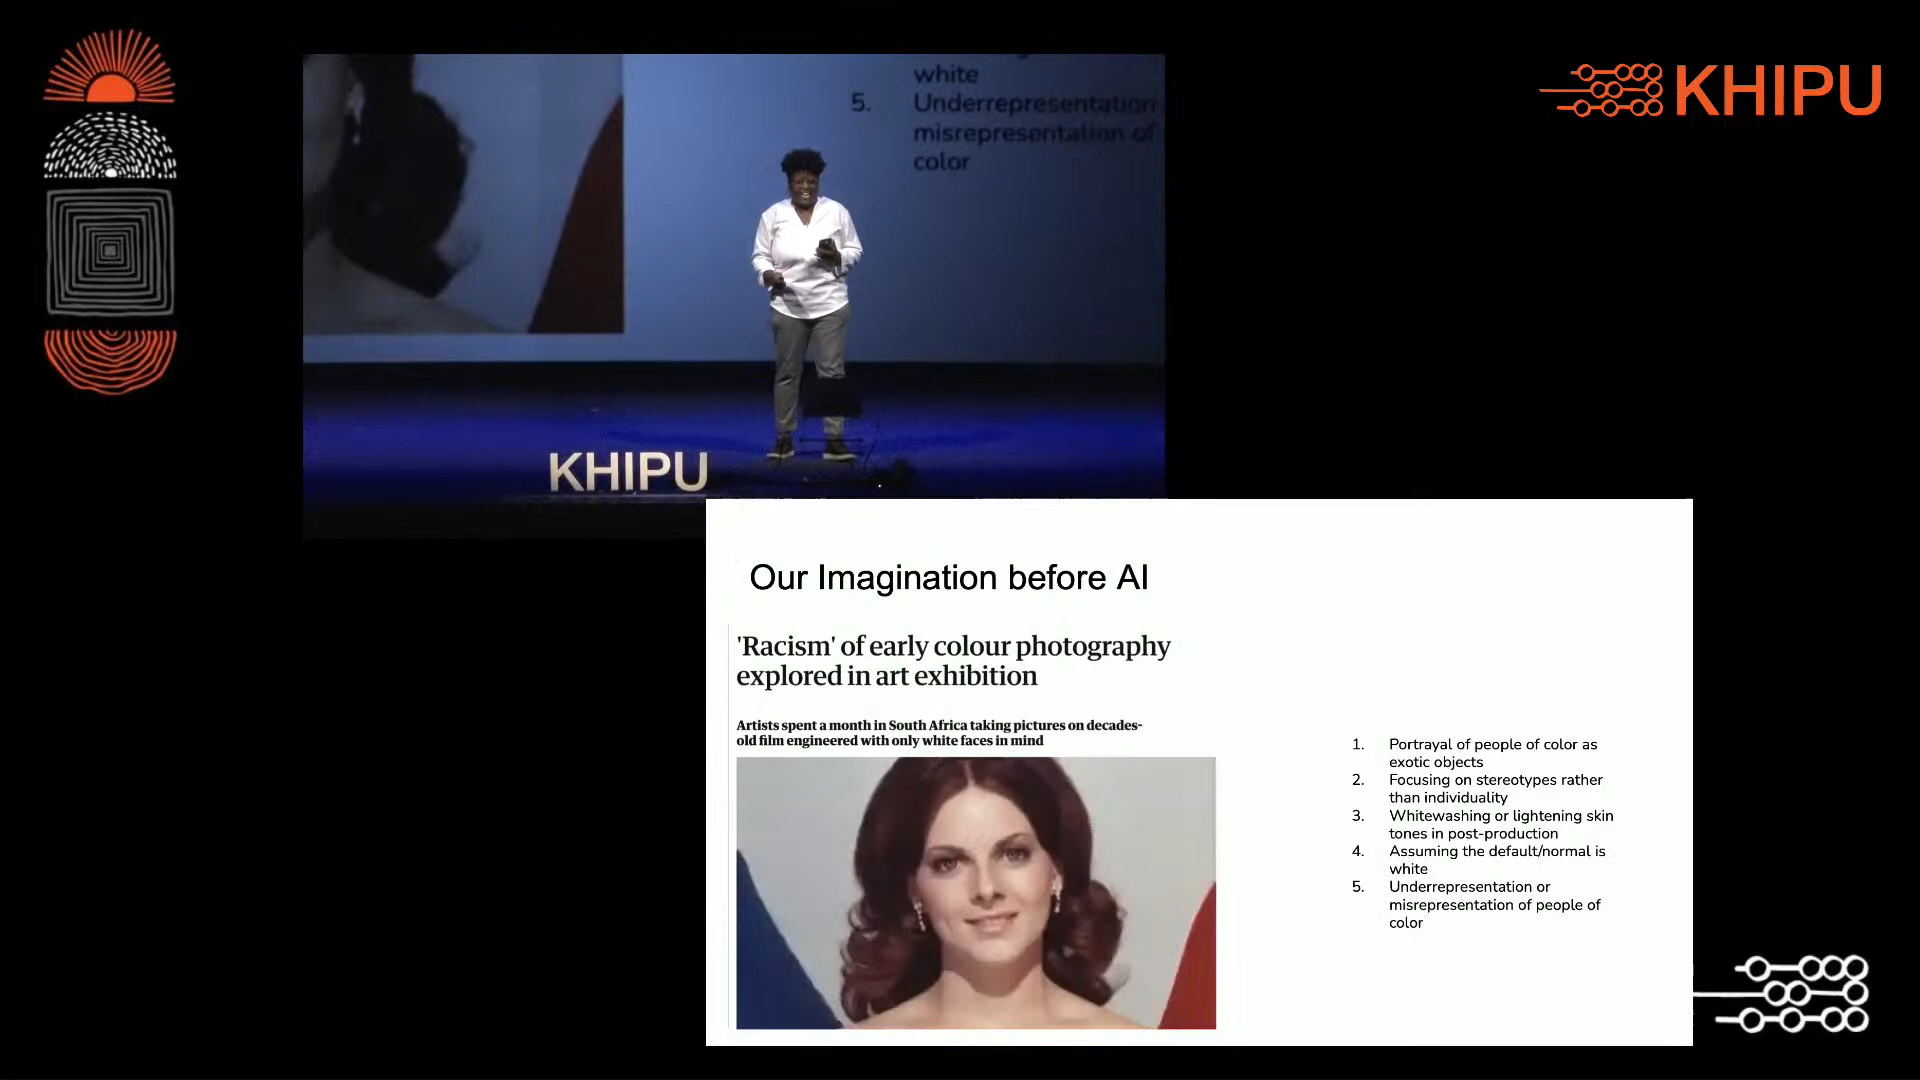 KHIPU
white
5. Underrepresentation
misrepresentation of
color
KHIPU
Our Imagination before AI
'Racism' of early colour photography
explored in art exhibition
Artists spent a month in South Africa taking pictures on decades-
old film engineered with only white faces in mind
1. Portrayal of people of color as
exotic objects
2. Focusing on stereotypes rather
than individuality
3. Whitewashing or lightening skin
tones in post-production
4. Assuming the default/normal is
white
5. Underrepresentation or
misrepresentation of people of
color